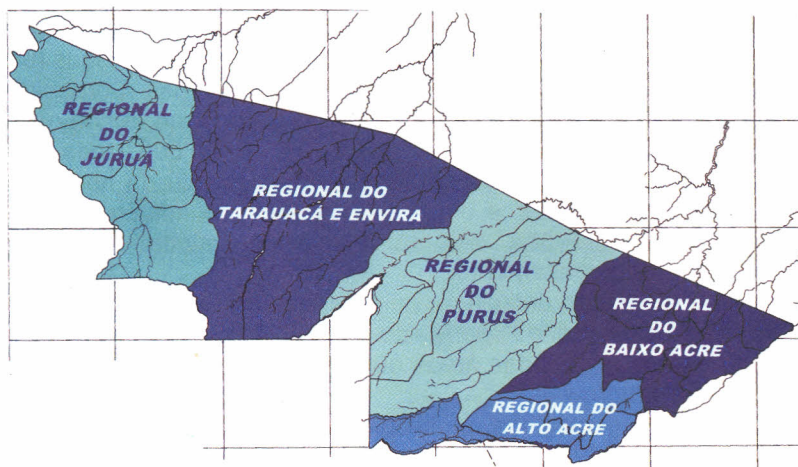 REGIONAL
DO
JURUÁ
REGIONAL DO
TARAUACÁ E ENVIRA
REGIONAL
DO
PURUS
REGIONAL
DO
BAIXO ACRE
REGIONAL DO
ALTO ACRE